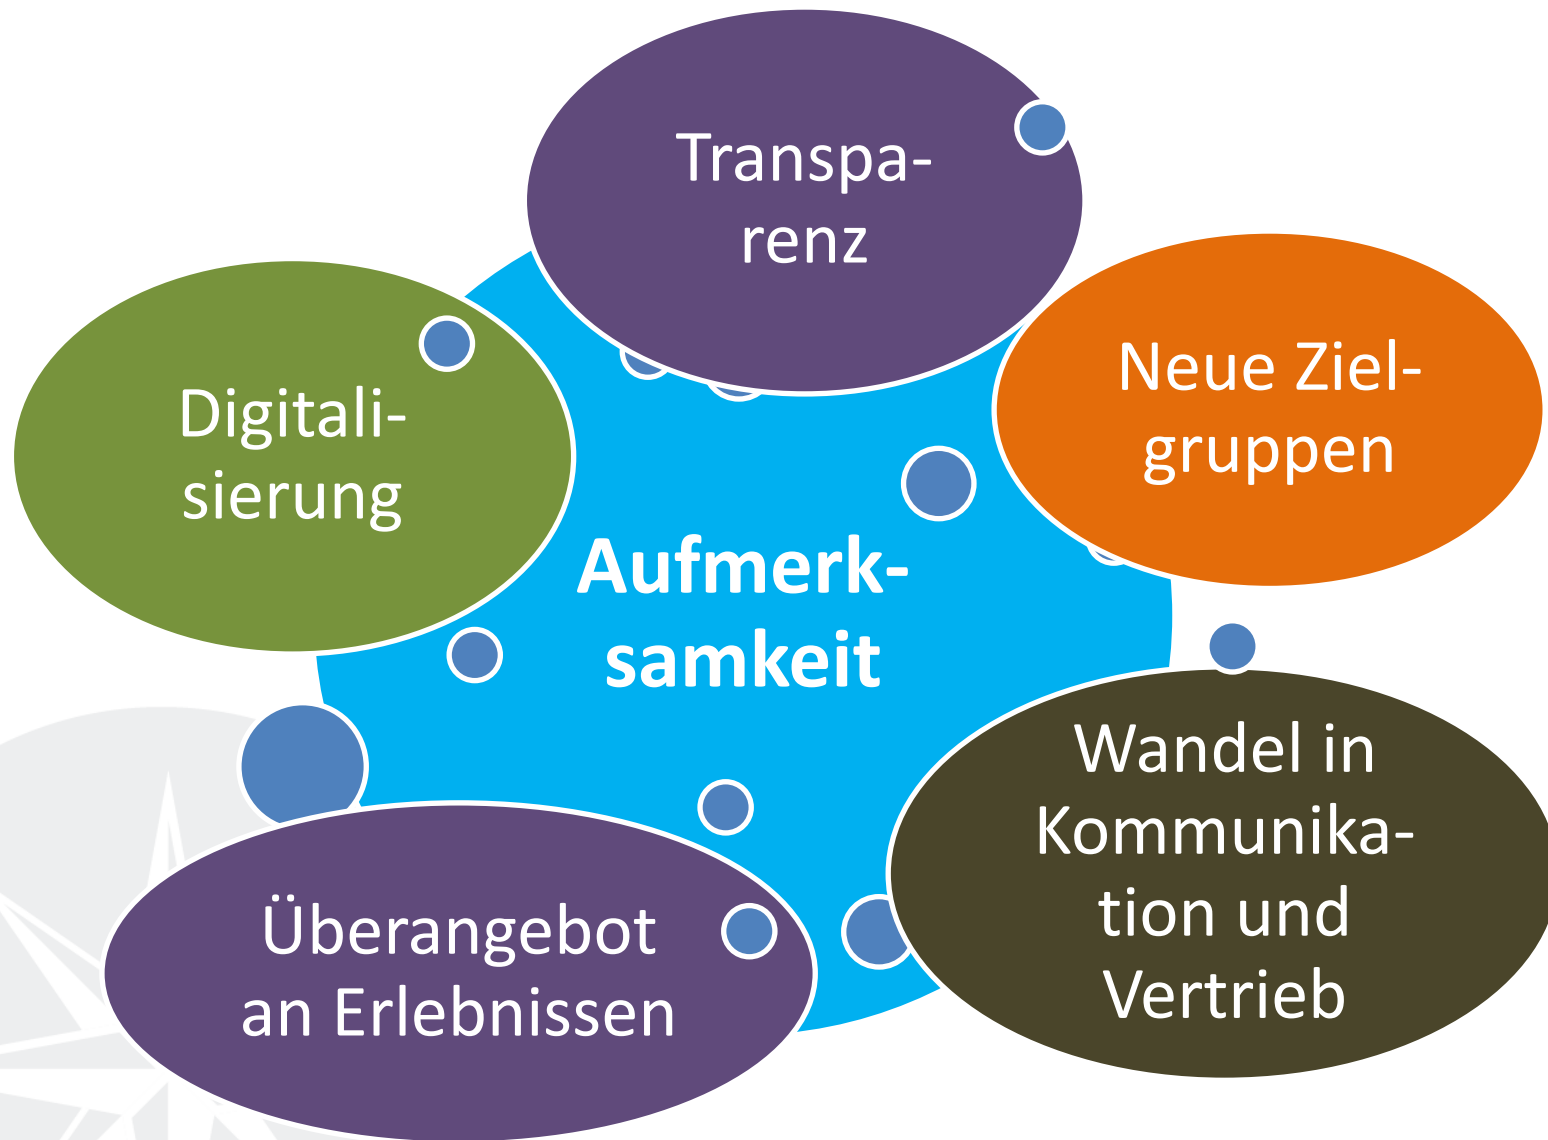 Transpa-
renz
Neue Ziel-
gruppen
Digitali-
sierung
Aufmerk-
samkeit
Wandel in
Kommunika-
tion und
Vertrieb
Überangebot
an Erlebnissen